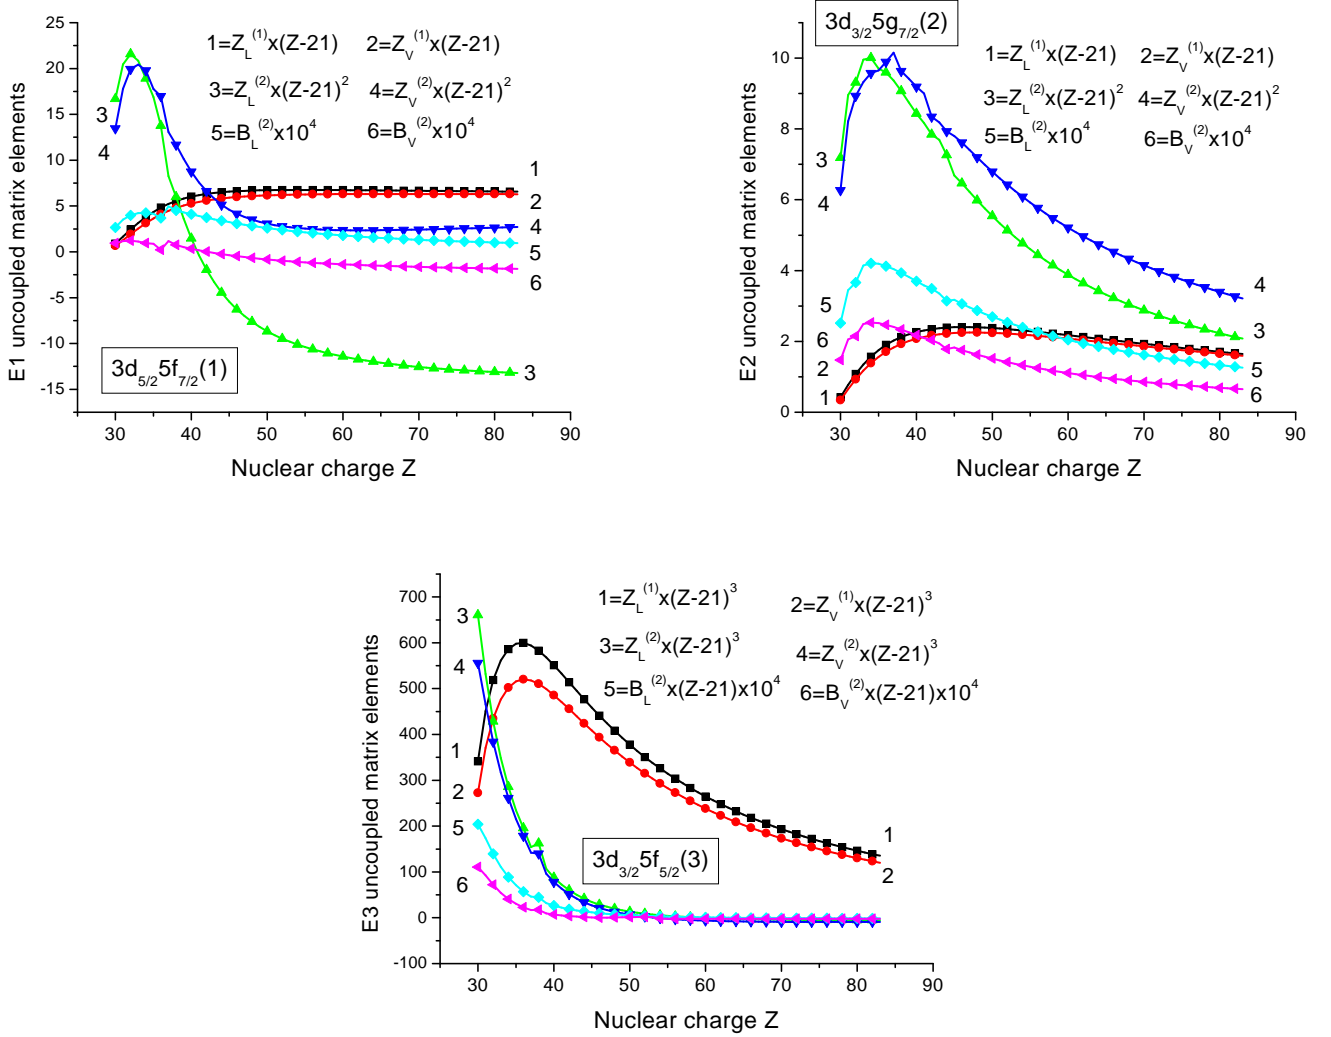 E1 uncoupled matrix elements
25
20
15
10
5
0
-5
-10
-15
1=Z_L^(1)x(Z-21) 2=Z_V^(1)x(Z-21)
3=Z_L^(2)x(Z-21)^2 4=Z_V^(2)x(Z-21)^2
5=B_L^(2)x10^4 6=B_V^(2)x10^4
3
4
1
2
4
5
6
3
3d5/25f7/2(1)
30 40 50 60 70 80 90
Nuclear charge Z
3d3/25g7/2(2)
E2 uncoupled matrix elements
10
8
6
4
2
0
1=Z_L^(1)x(Z-21) 2=Z_V^(1)x(Z-21)
3=Z_L^(2)x(Z-21)^2 4=Z_V^(2)x(Z-21)^2
5=B_L^(2)x10^4 6=B_V^(2)x10^4
3
4
5
6
2
1
4
3
5
6
30 40 50 60 70 80 90
Nuclear charge Z
E3 uncoupled matrix elements
700
600
500
400
300
200
100
0
-100
1=Z_L^(1)x(Z-21)^3 2=Z_V^(1)x(Z-21)^3
3=Z_L^(2)x(Z-21)^3 4=Z_V^(2)x(Z-21)^3
5=B_L^(2)x(Z-21)x10^4 6=B_V^(2)x(Z-21)x10^4
3
4
1
2
5
6
1
2
3d3/25f5/2(3)
30 40 50 60 70 80 90
Nuclear charge Z